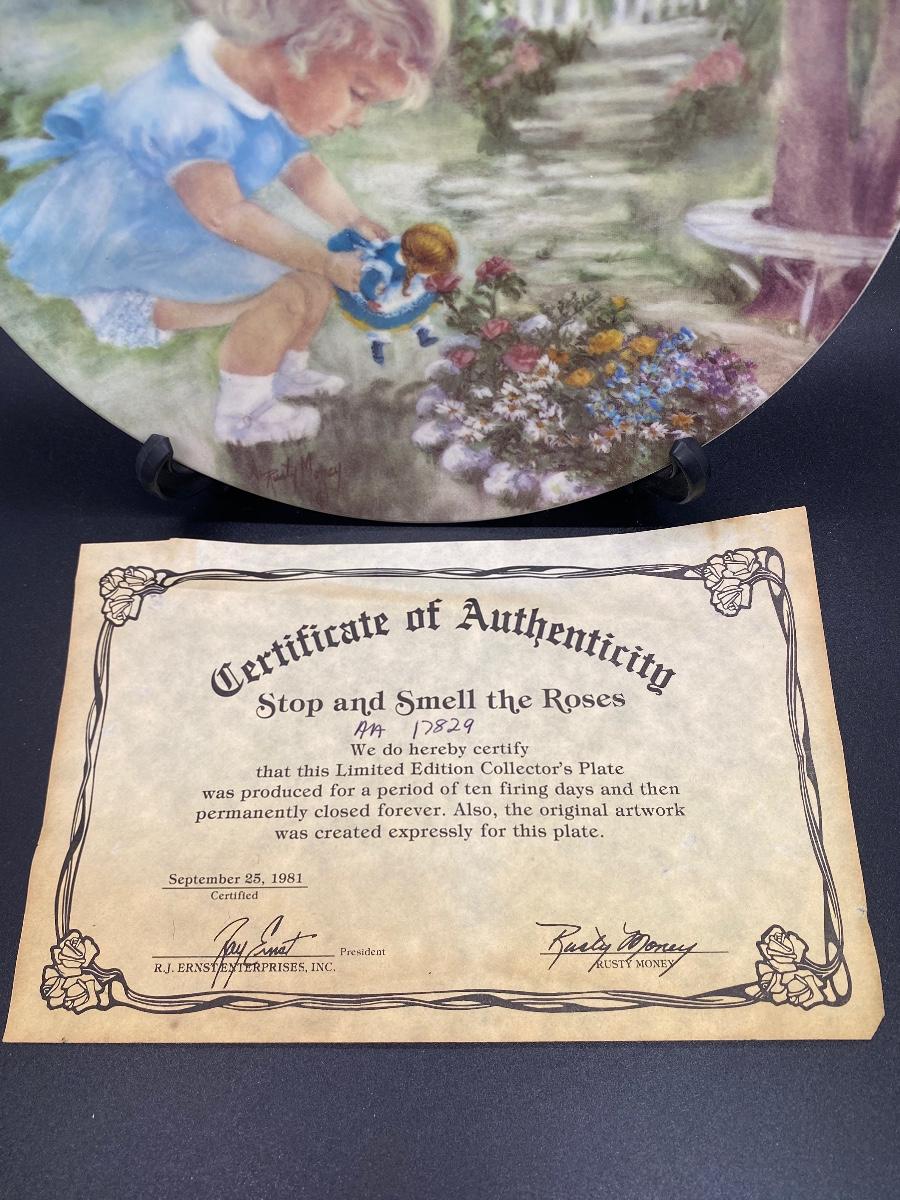 Rusty Money
Certificate of Authenticity
Stop and Smell the Roses
AA 17829
We do hereby certify
that this Limited Edition Collector's Plate
was produced for a period of ten firing days and then
permanently closed forever. Also, the original artwork
was created expressly for this plate.
September 25, 1981
Certified
Ray Ernst President
R.J. ERNST ENTERPRISES, INC.
Rusty Money
RUSTY MONEY